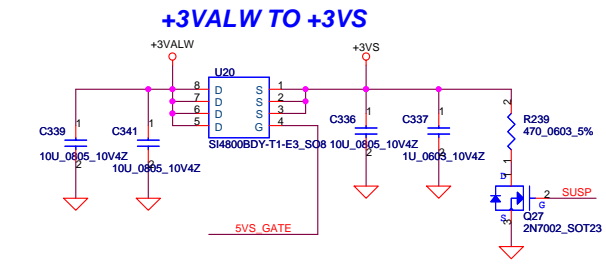 +3VALW TO +3VS
+3VALW
+3VS
U20
8 D S 1
7 D S 2
6 D S 3
5 D G 4
SI4800BDY-T1-E3_SO8
C339
1
2
10U_0805_10V4Z
C341
1
2
10U_0805_10V4Z
C336
1
2
10U_0805_10V4Z
C337
1
2
1U_0603_10V4Z
R239
470_0603_5%
2
1
D
1
S
3
G
2
SUSP
Q27
2N7002_SOT23
5VS_GATE